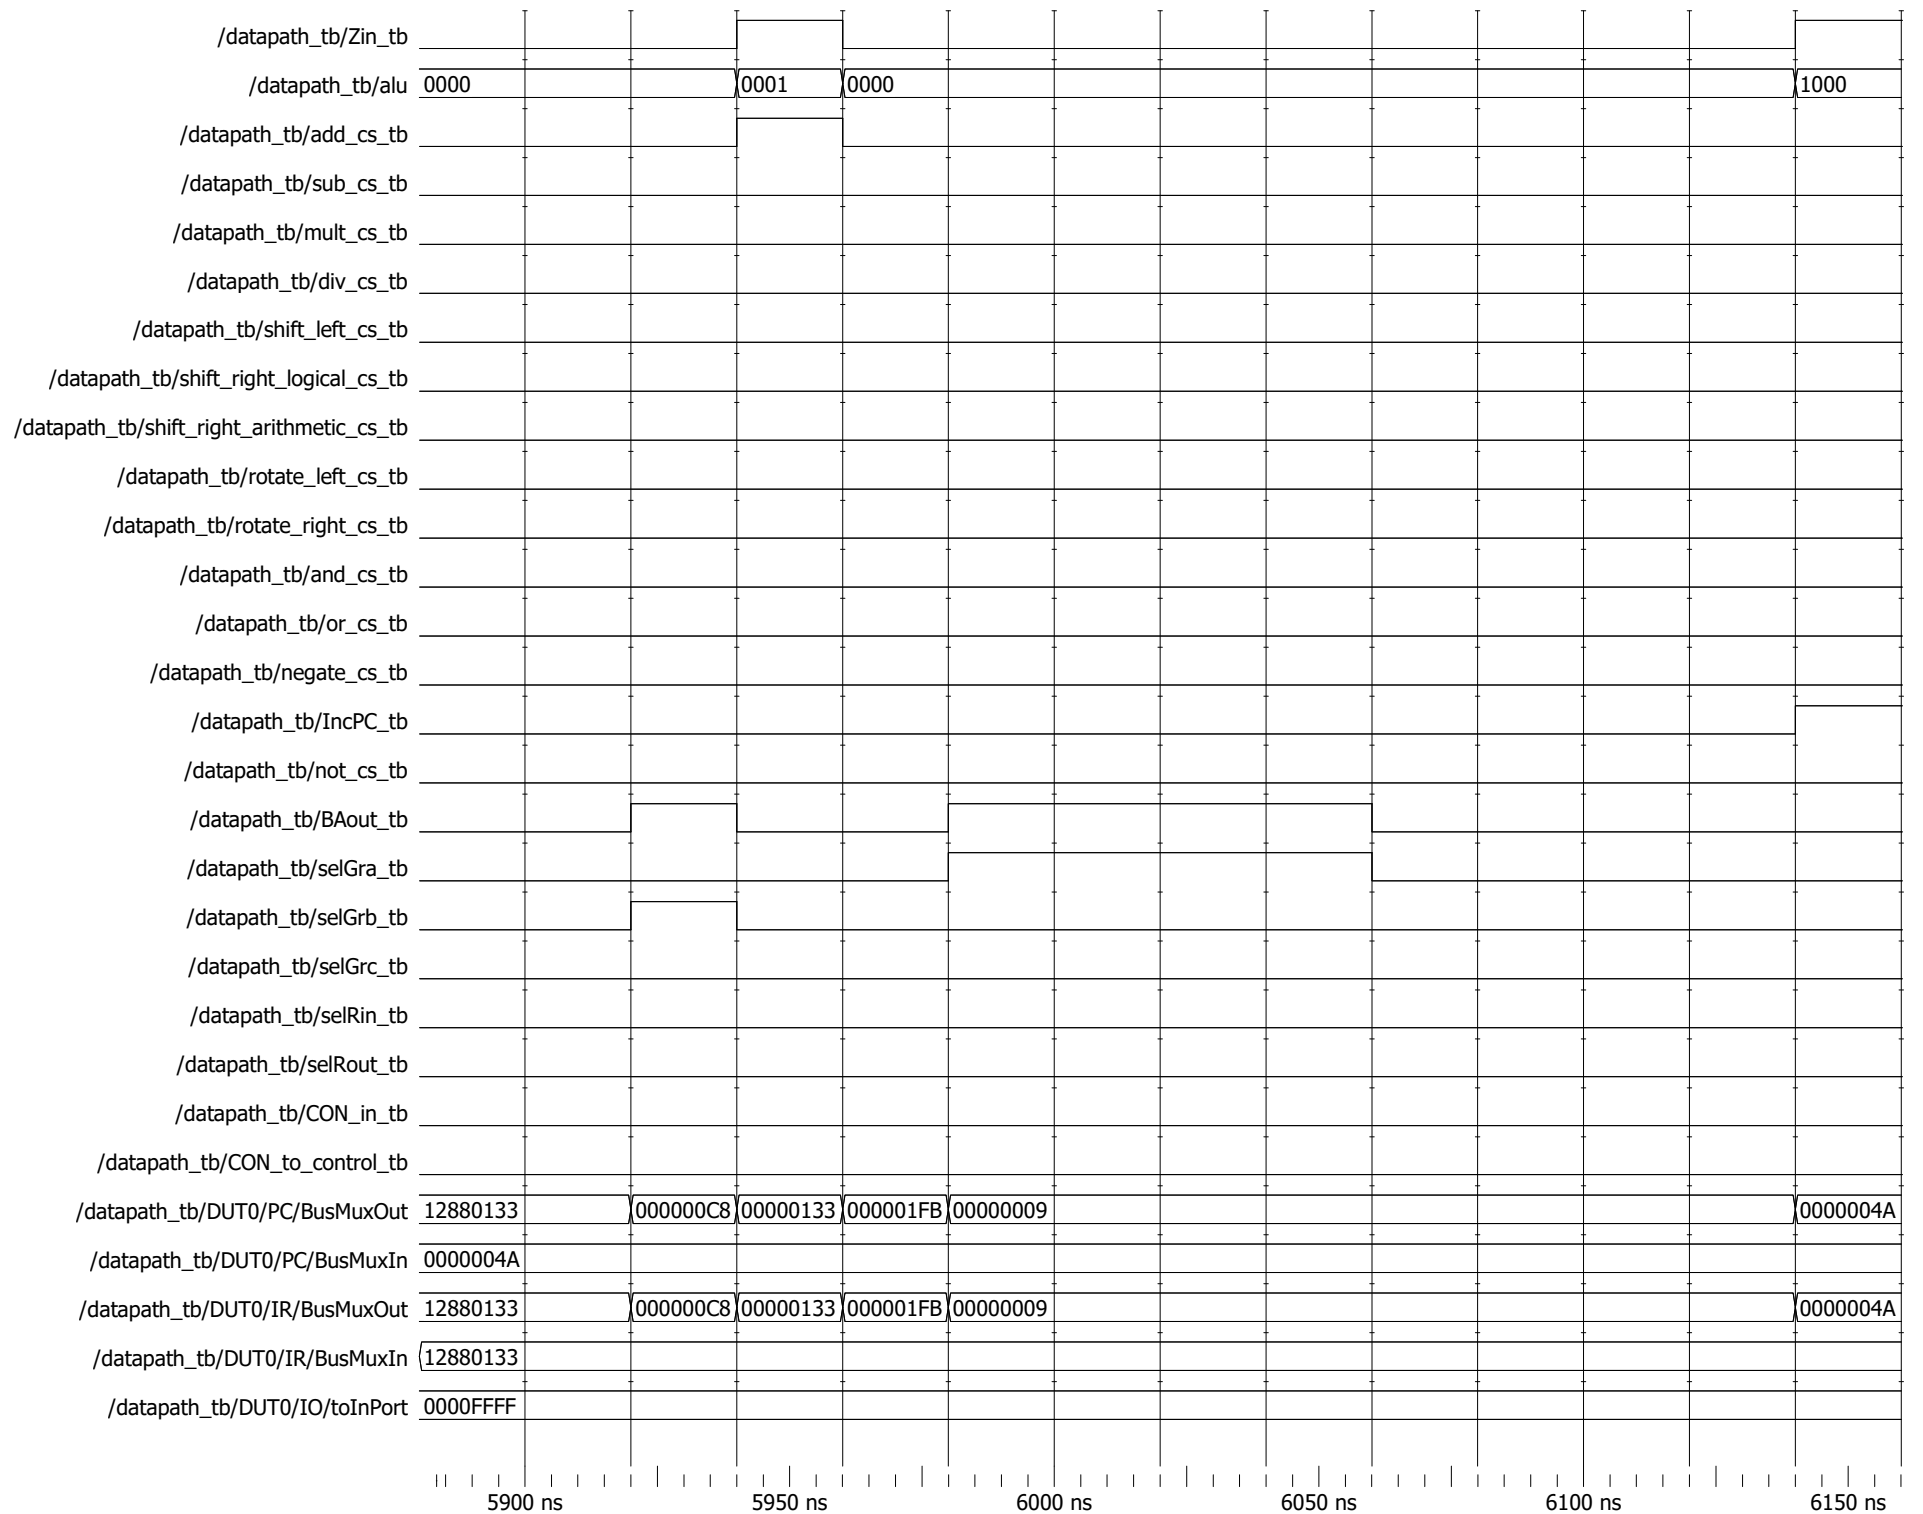 /datapath_tb/Zin_tb
/datapath_tb/alu 0000 0001 0000 1000
/datapath_tb/add_cs_tb
/datapath_tb/sub_cs_tb
/datapath_tb/mult_cs_tb
/datapath_tb/div_cs_tb
/datapath_tb/shift_left_cs_tb
/datapath_tb/shift_right_logical_cs_tb
/datapath_tb/shift_right_arithmetic_cs_tb
/datapath_tb/rotate_left_cs_tb
/datapath_tb/rotate_right_cs_tb
/datapath_tb/and_cs_tb
/datapath_tb/or_cs_tb
/datapath_tb/negate_cs_tb
/datapath_tb/IncPC_tb
/datapath_tb/not_cs_tb
/datapath_tb/BAout_tb
/datapath_tb/selGra_tb
/datapath_tb/selGrb_tb
/datapath_tb/selGrc_tb
/datapath_tb/selRin_tb
/datapath_tb/selRout_tb
/datapath_tb/CON_in_tb
/datapath_tb/CON_to_control_tb
/datapath_tb/DUT0/PC/BusMuxOut 12880133 000000C8 00000133 000001FB 00000009 0000004A
/datapath_tb/DUT0/PC/BusMuxIn 0000004A
/datapath_tb/DUT0/IR/BusMuxOut 12880133 000000C8 00000133 000001FB 00000009 0000004A
/datapath_tb/DUT0/IR/BusMuxIn 12880133
/datapath_tb/DUT0/IO/toInPort 0000FFFF
5900 ns 5950 ns 6000 ns 6050 ns 6100 ns 6150 ns